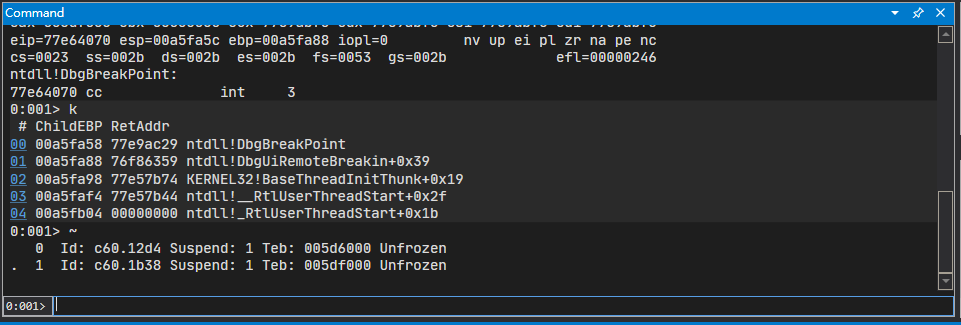 Command
eip=77e64070 esp=00a5fa5c ebp=00a5fa88 iopl=0         nv up ei pl zr na pe nc
cs=0023  ss=002b  ds=002b  es=002b  fs=0053  gs=002b             efl=00000246
ntdll!DbgBreakPoint:
77e64070 cc              int     3
0:001> k
 # ChildEBP RetAddr
00 00a5fa58 77e9ac29 ntdll!DbgBreakPoint
01 00a5fa88 76f86359 ntdll!DbgUiRemoteBreakin+0x39
02 00a5fa98 77e57b74 KERNEL32!BaseThreadInitThunk+0x19
03 00a5faf4 77e57b44 ntdll!__RtlUserThreadStart+0x2f
04 00a5fb04 00000000 ntdll!_RtlUserThreadStart+0x1b
0:001> ~
   0  Id: c60.12d4 Suspend: 1 Teb: 005d6000 Unfrozen
.  1  Id: c60.1b38 Suspend: 1 Teb: 005df000 Unfrozen
0:001>